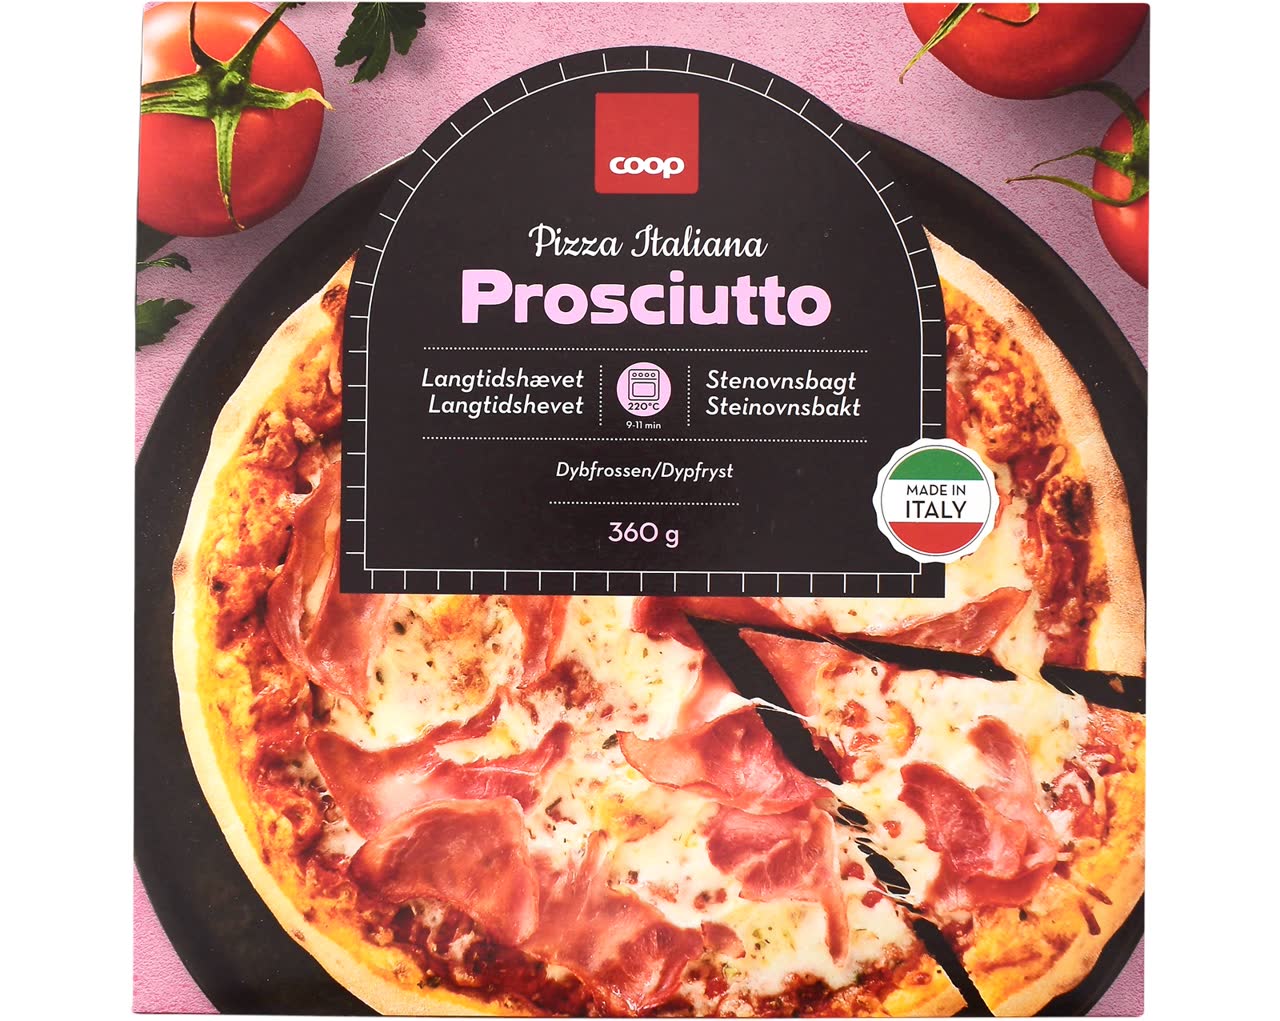 coop
Pizza Italiana
Prosciutto
Langtidshævet
Langtidshevet
220°C
9-11 min
Stenovnsbagt
Steinovnsbakt
Dybfrossen/Dypfryst
360 g
MADE IN
ITALY